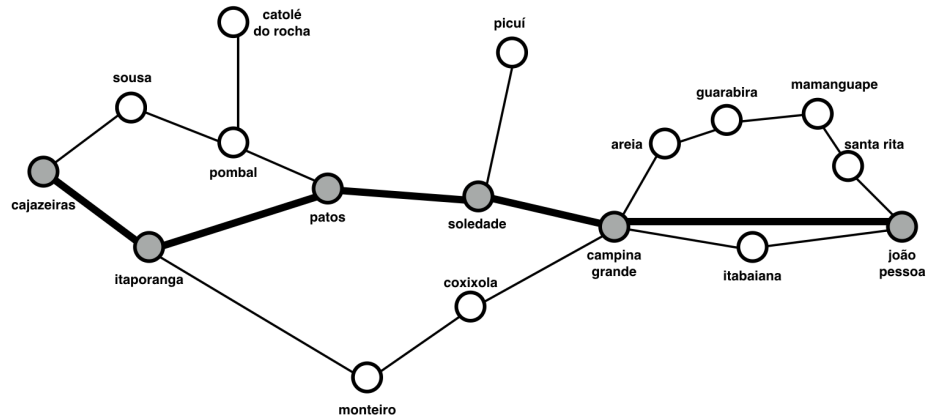 catolé
do rocha
picuí
sousa
mamanguape
guarabira
areia
santa rita
pombal
cajazeiras
patos
soledade
campina
grande
itabaiana
joão
pessoa
itaporanga
coxixola
monteiro